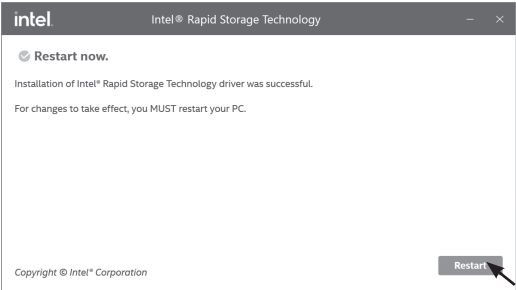 intel.
Intel® Rapid Storage Technology
Restart now.
Installation of Intel® Rapid Storage Technology driver was successful.
For changes to take effect, you MUST restart your PC.
Restart
Copyright © Intel® Corporation